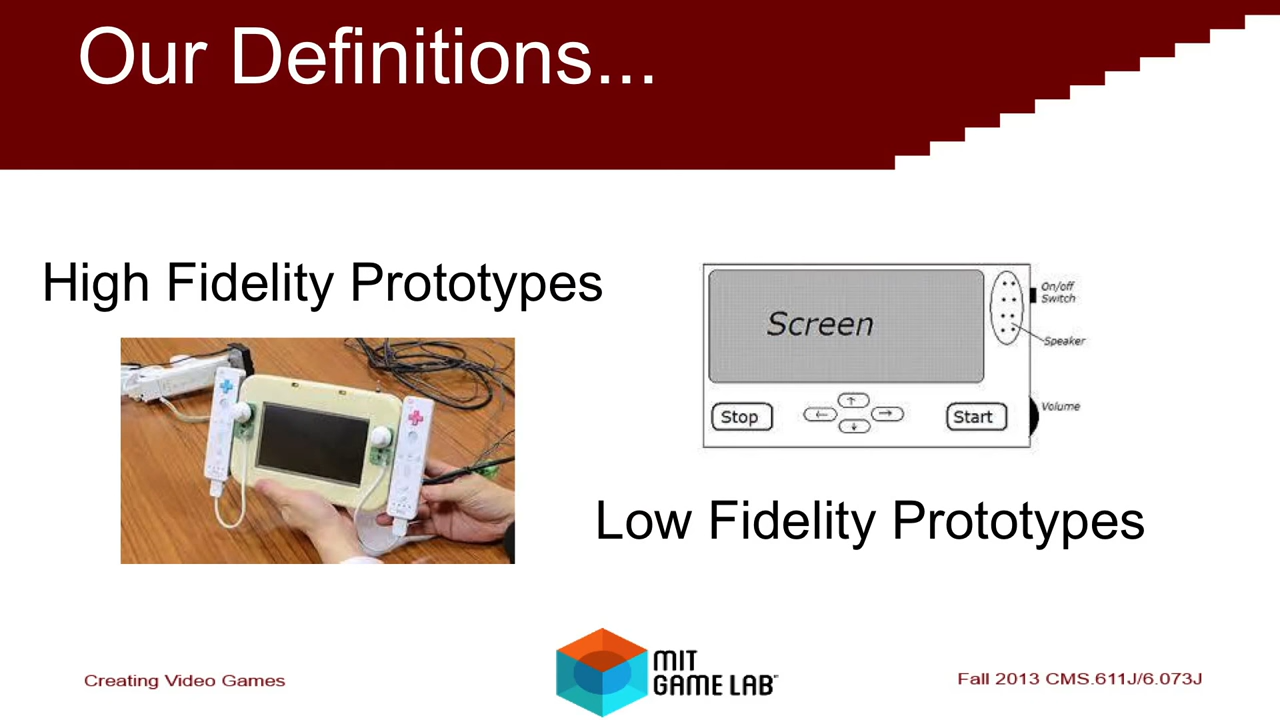 Our Definitions...
High Fidelity Prototypes
Screen
On/off
Switch
Speaker
Volume
Stop
←
↑
↓
→
Start
Low Fidelity Prototypes
Creating Video Games
MIT
GAME LAB
Fall 2013 CMS.611J/6.073J